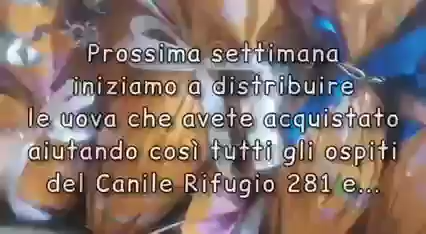 Prossima settimana
iniziamo a distribuire
le uova che avete acquistato
aiutando così tutti gli ospiti
del Canile Rifugio 281 e...